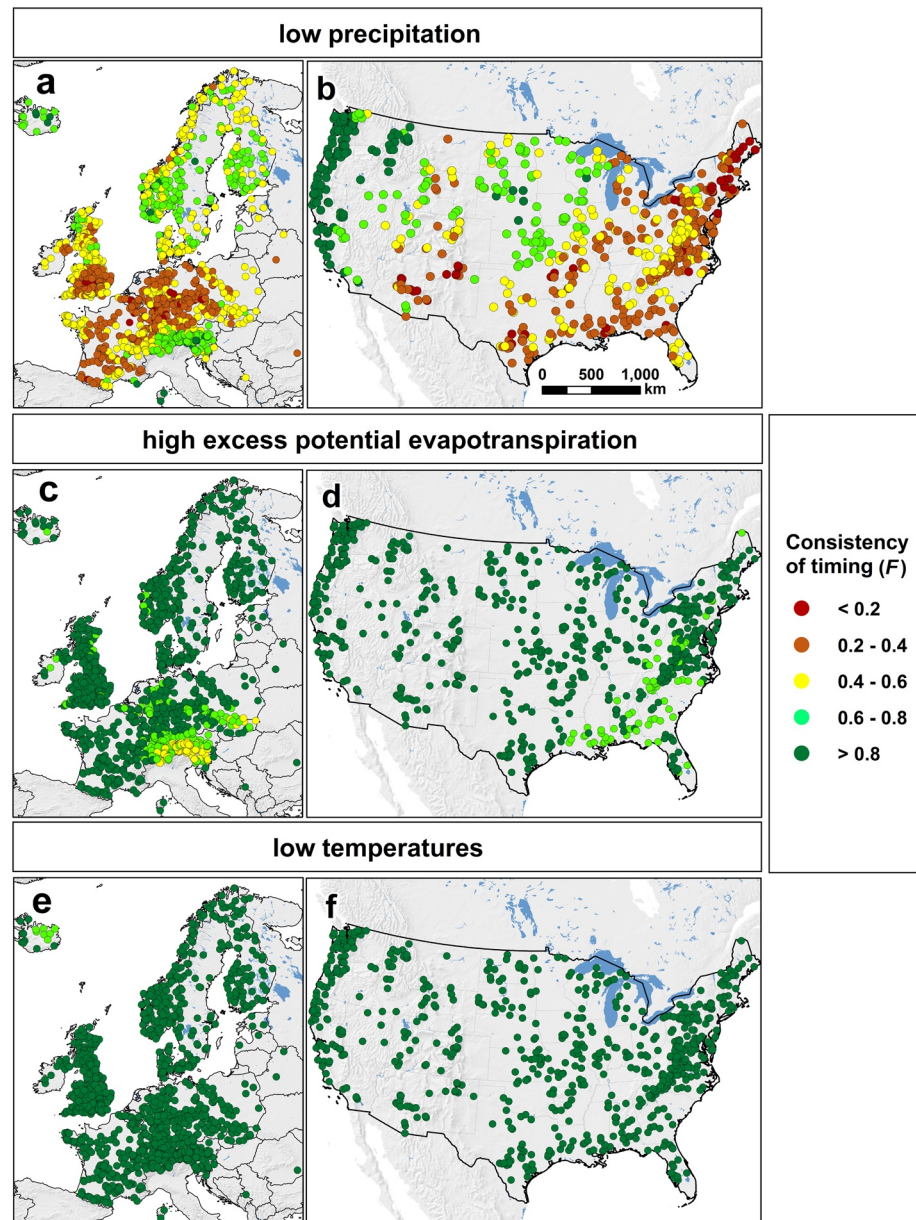 low precipitation
a
b
0 500 1,000
km
high excess potential evapotranspiration
c
d
Consistency
of timing (F)
< 0.2
0.2 - 0.4
0.4 - 0.6
0.6 - 0.8
> 0.8
low temperatures
e
f